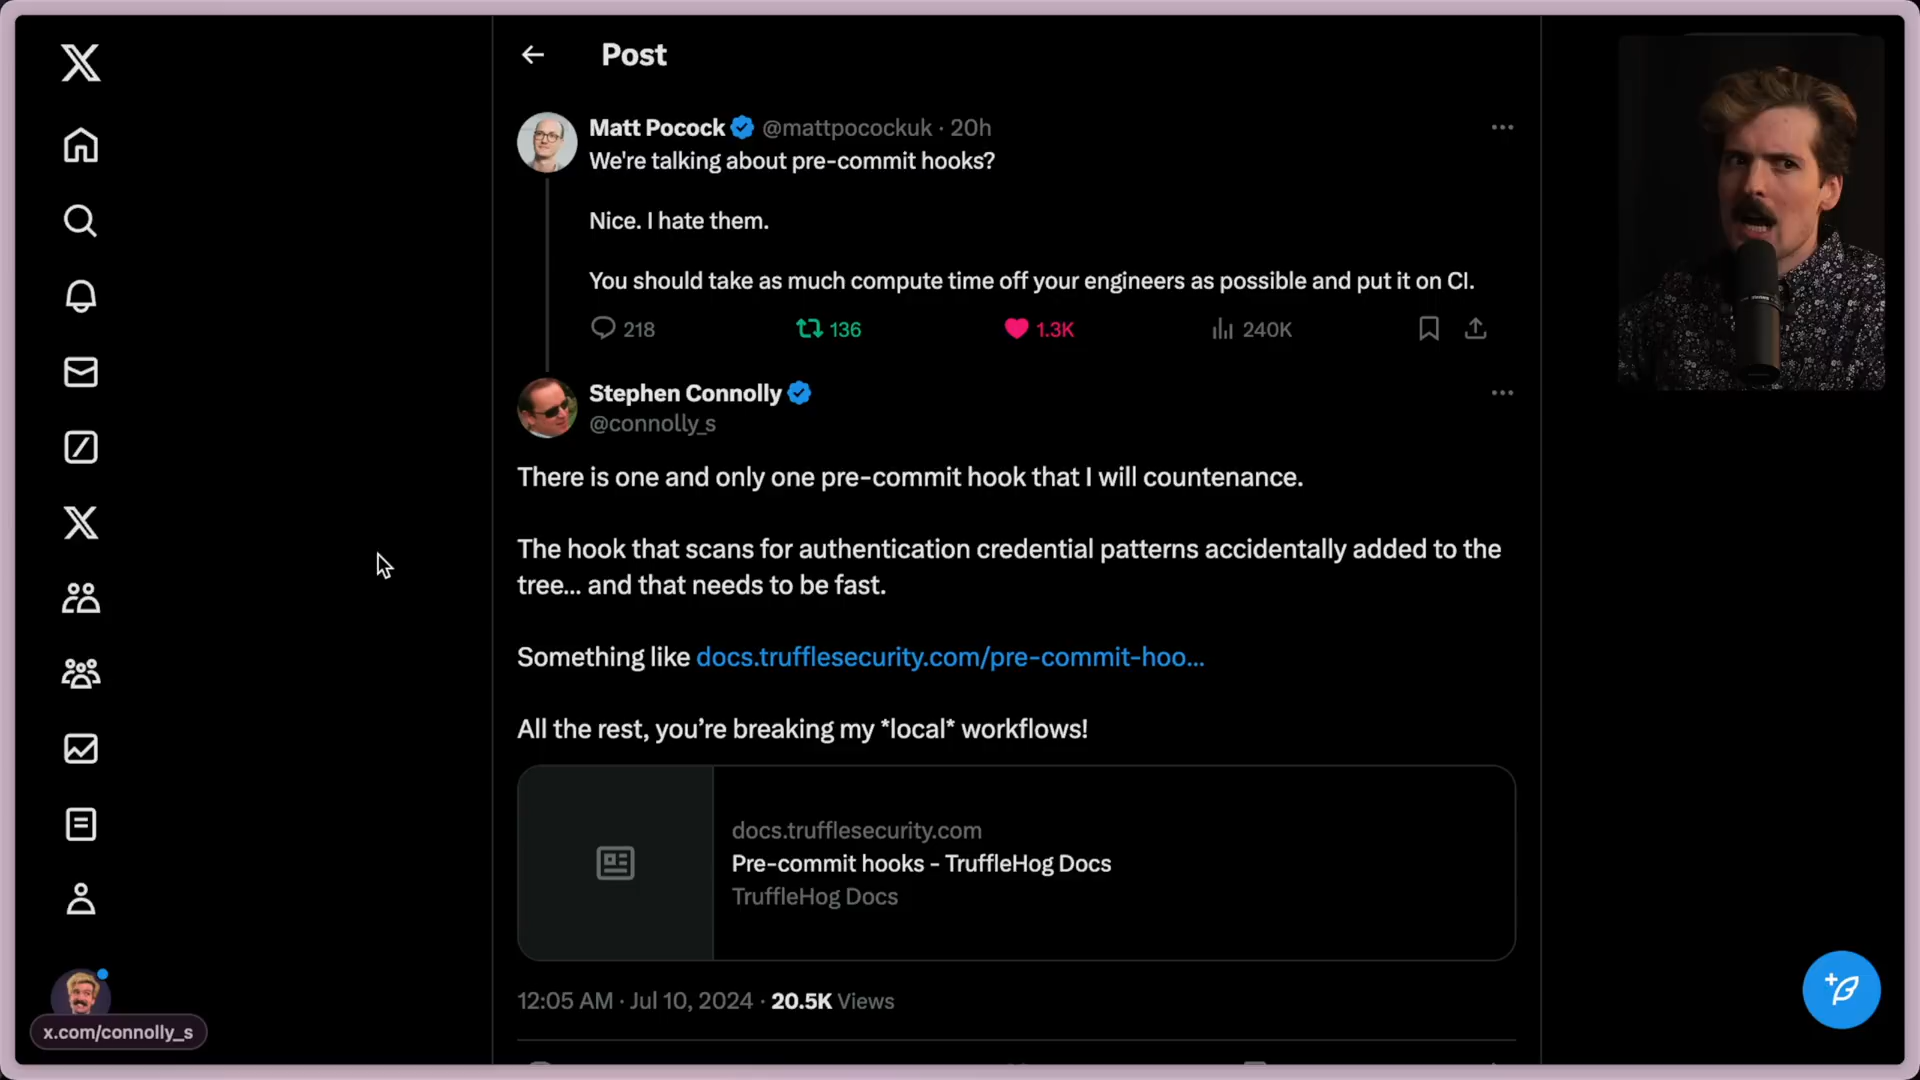 Post
Matt Pocock @mattpocockuk · 20h
We're talking about pre-commit hooks?
Nice. I hate them.
You should take as much compute time off your engineers as possible and put it on CI.
218 136 1.3K 240K
Stephen Connolly
@connolly_s
There is one and only one pre-commit hook that I will countenance.
The hook that scans for authentication credential patterns accidentally added to the
tree... and that needs to be fast.
Something like docs.trufflesecurity.com/pre-commit-hoo...
All the rest, you’re breaking my *local* workflows!
docs.trufflesecurity.com
Pre-commit hooks - TruffleHog Docs
TruffleHog Docs
12:05 AM · Jul 10, 2024 · 20.5K Views
x.com/connolly_s